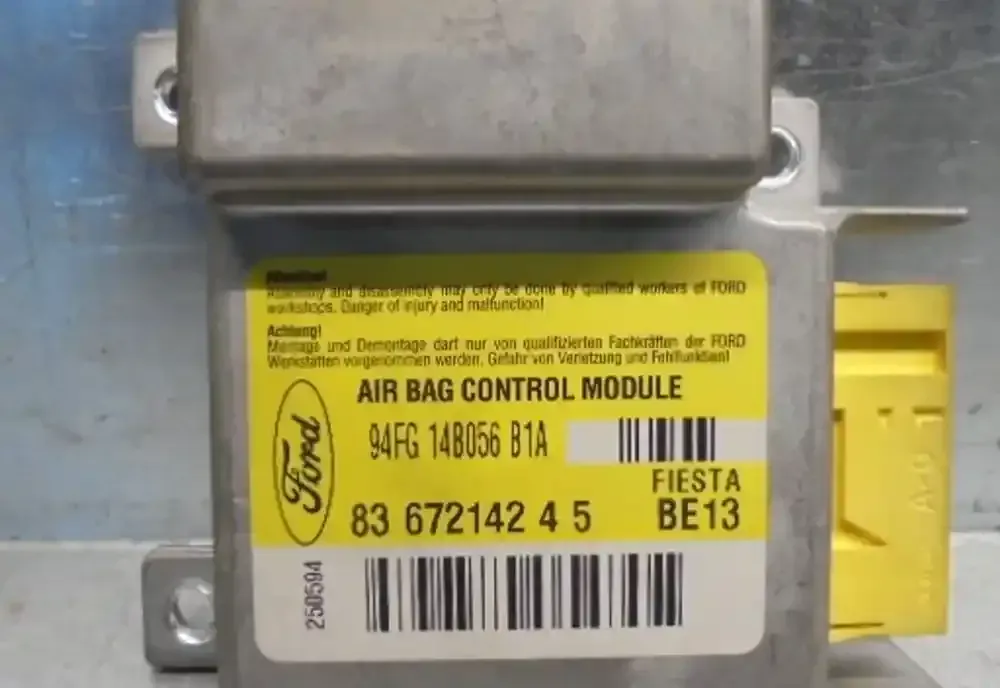 Attention!
Assembly and disassembly may only be done by qualified workers of FORD
workshops. Danger of injury and malfunction!
Achtung!
Montage und Demontage darf nur von qualifizierten Fachkräften der FORD
Werkstätten vorgenommen werden. Gefahr von Verletzung und Fehlfunktion!
AIR BAG CONTROL MODULE
Ford
94FG 14B056 B1A
FIESTA
83 672142 4 5
BE13
250594